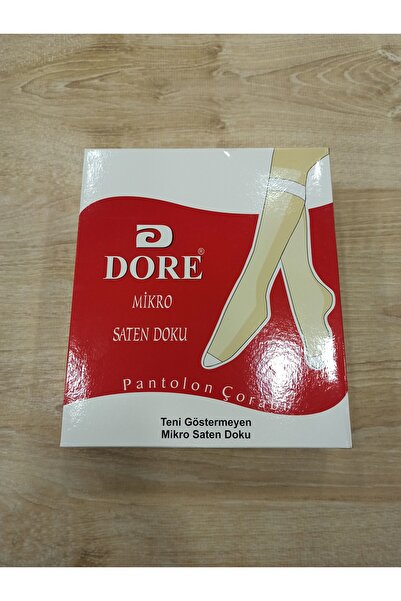 DORE®
MİKRO
SATEN DOKU
Pantolon Çorabı
Teni Göstermeyen
Mikro Saten Doku